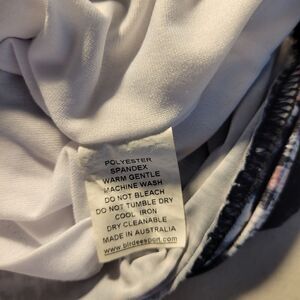 POLYESTER
SPANDEX
WARM GENTLE
MACHINE WASH
DO NOT BLEACH
DO NOT TUMBLE DRY
COOL IRON
DRY CLEANABLE
MADE IN AUSTRALIA
www.birdeesport.com